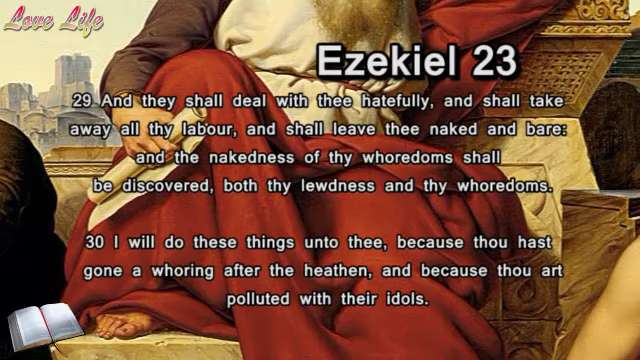 Love Life
Ezekiel 23
29 And they shall deal with thee hatefully, and shall take
away all thy labour, and shall leave thee naked and bare:
and the nakedness of thy whoredoms shall
be discovered, both thy lewdness and thy whoredoms.
30 I will do these things unto thee, because thou hast
gone a whoring after the heathen, and because thou art
polluted with their idols.